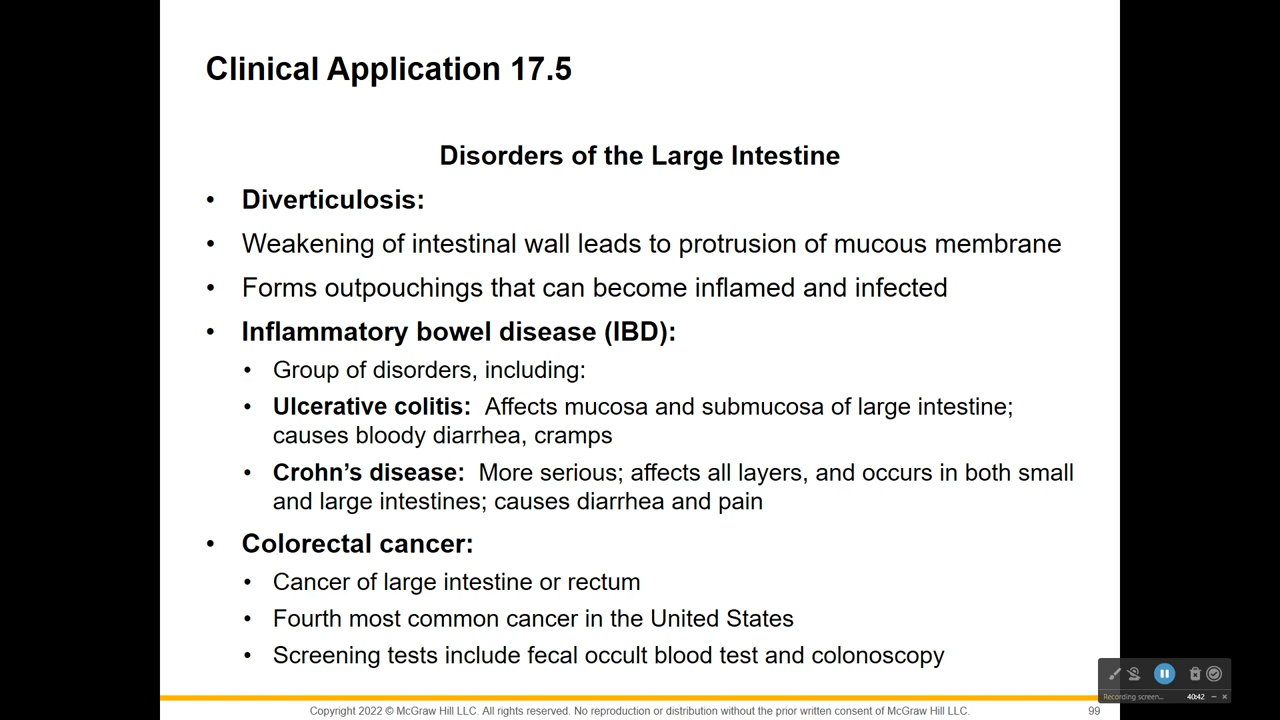 Clinical Application 17.5
Disorders of the Large Intestine
• Diverticulosis:
• Weakening of intestinal wall leads to protrusion of mucous membrane
• Forms outpouchings that can become inflamed and infected
• Inflammatory bowel disease (IBD):
• Group of disorders, including:
• Ulcerative colitis: Affects mucosa and submucosa of large intestine;
causes bloody diarrhea, cramps
• Crohn’s disease: More serious; affects all layers, and occurs in both small
and large intestines; causes diarrhea and pain
• Colorectal cancer:
• Cancer of large intestine or rectum
• Fourth most common cancer in the United States
• Screening tests include fecal occult blood test and colonoscopy
Recording screen... 40:42
Copyright 2022 © McGraw Hill LLC. All rights reserved. No reproduction or distribution without the prior written consent of McGraw Hill LLC. 99